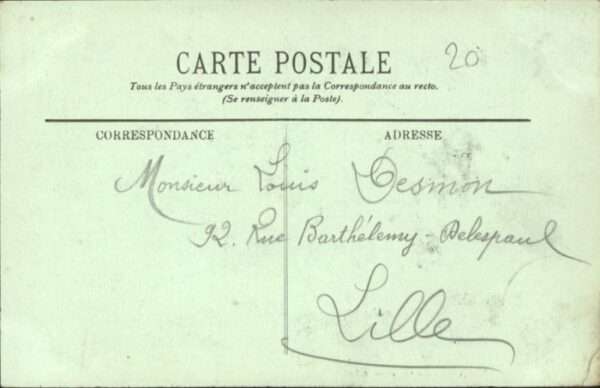 CARTE POSTALE
20
Tous les Pays étrangers n'acceptent pas la Correspondance au recto.
(Se renseigner à la Poste).
CORRESPONDANCE
ADRESSE
Monsieur Louis Desmon
92. Rue Barthélemy-Delespaul
Lille